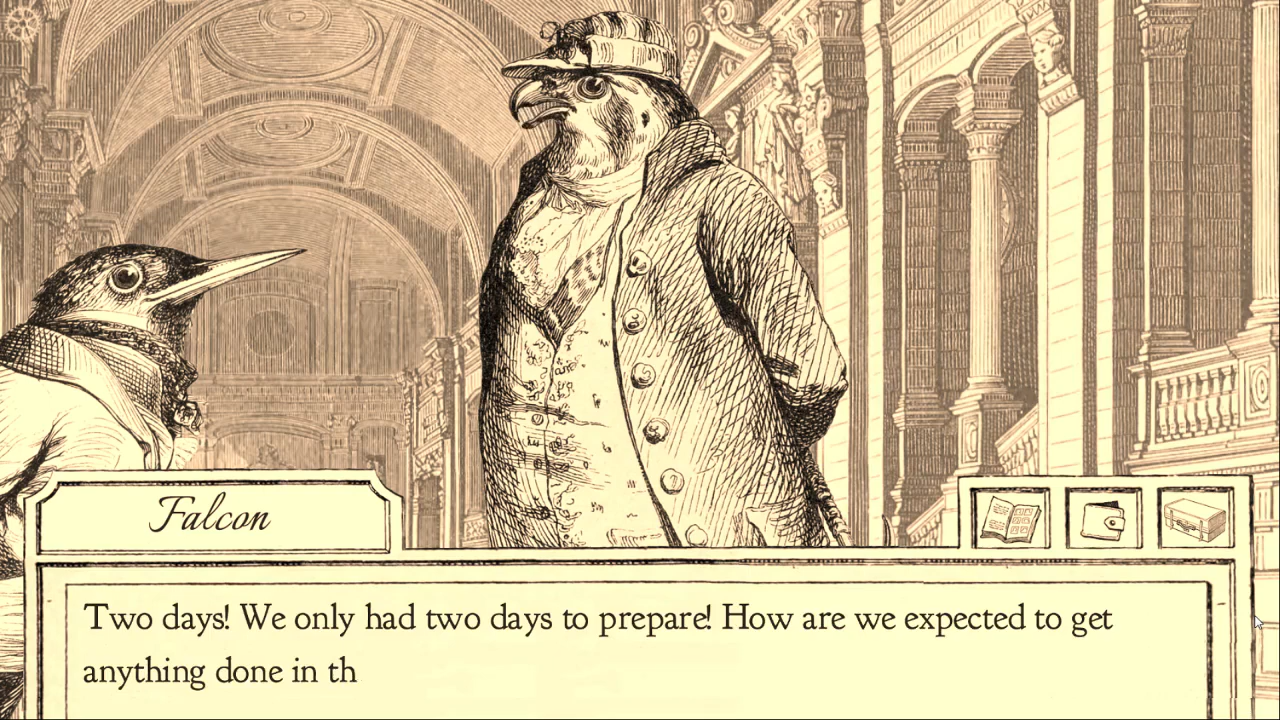 Falcon
Two days! We only had two days to prepare! How are we expected to get
anything done in th